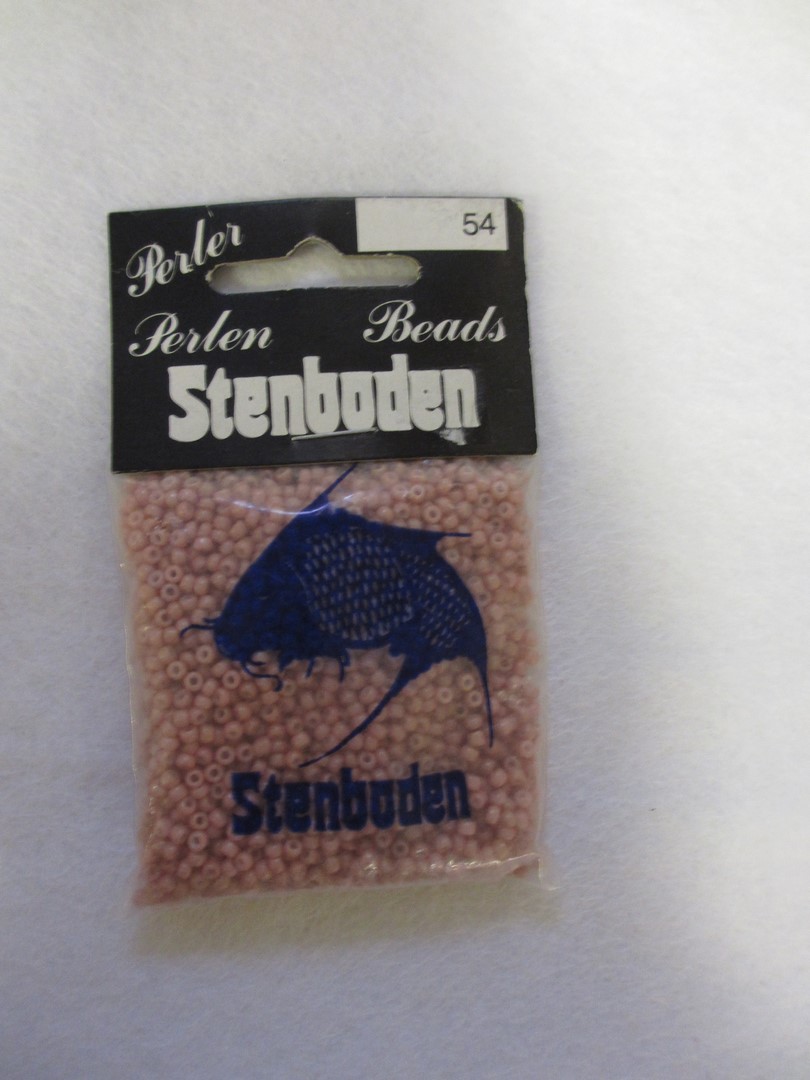 54
Perler
Perlen Beads
Stenboden
Stenboden